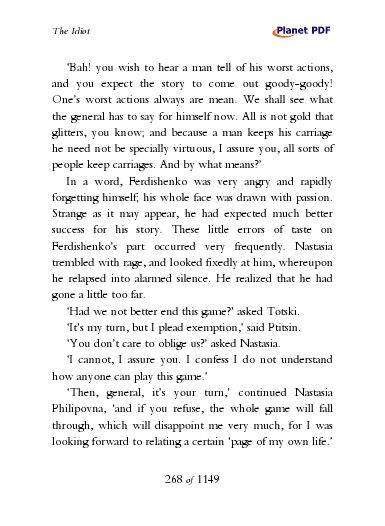 The Idiot
Planet PDF
‘Bah! you wish to hear a man tell of his worst actions,
and you expect the story to come out goody-goody!
One’s worst actions always are mean. We shall see what
the general has to say for himself now. All is not gold that
glitters, you know; and because a man keeps his carriage
he need not be specially virtuous, I assure you, all sorts of
people keep carriages. And by what means?’
In a word, Ferdishenko was very angry and rapidly
forgetting himself; his whole face was drawn with passion.
Strange as it may appear, he had expected much better
success for his story. These little errors of taste on
Ferdishenko’s part occurred very frequently. Nastasia
trembled with rage, and looked fixedly at him, whereupon
he relapsed into alarmed silence. He realized that he had
gone a little too far.
‘Had we not better end this game?’ asked Totski.
‘It’s my turn, but I plead exemption,’ said Ptitsin.
‘You don’t care to oblige us?’ asked Nastasia.
‘I cannot, I assure you. I confess I do not understand
how anyone can play this game.’
‘Then, general, it’s your turn,’ continued Nastasia
Philipovna, ‘and if you refuse, the whole game will fall
through, which will disappoint me very much, for I was
looking forward to relating a certain ‘page of my own life.’
268 of 1149